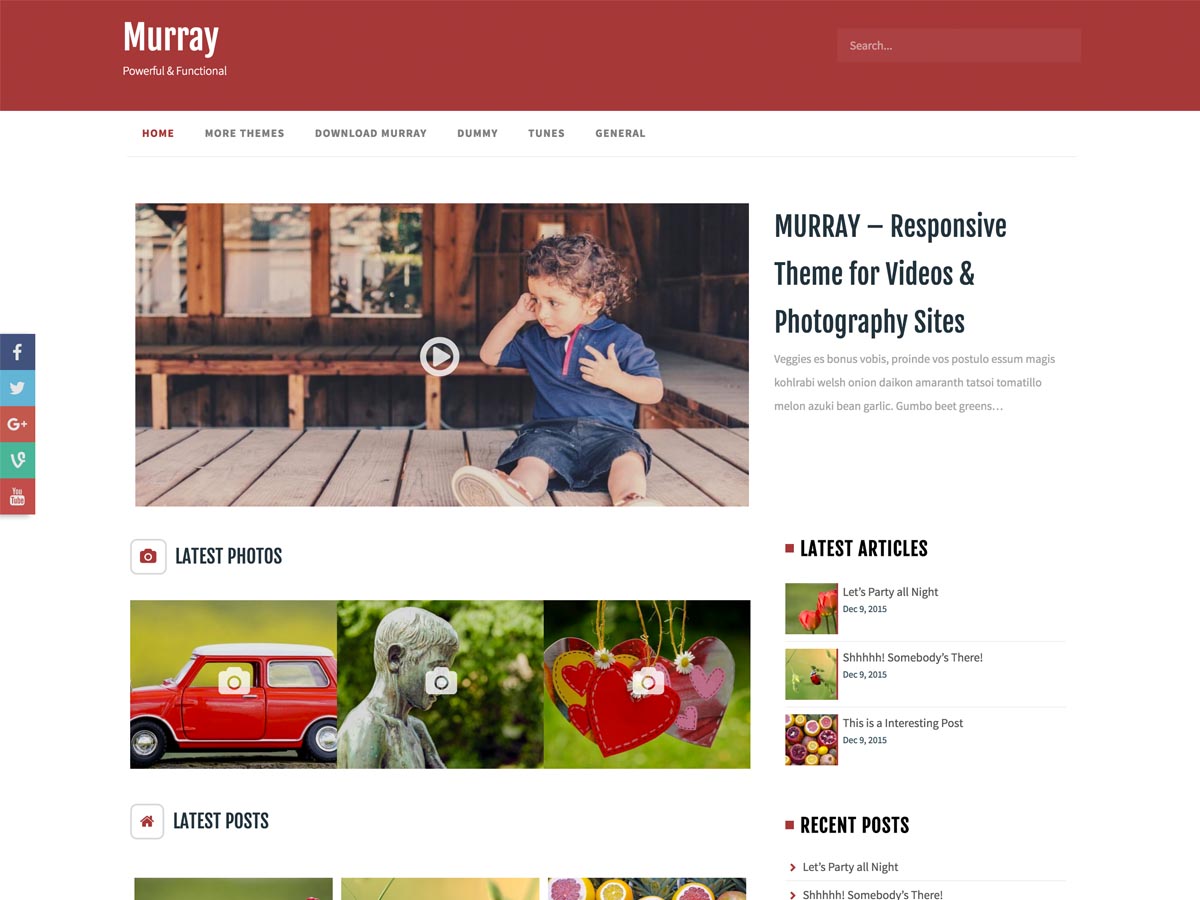 Murray
Powerful & Functional
Search...
HOME
MORE THEMES
DOWNLOAD MURRAY
DUMMY
TUNES
GENERAL
MURRAY – Responsive
Theme for Videos &
Photography Sites
Veggies es bonus vobis, proinde vos postulo essum magis
kohlrabi welsh onion daikon amaranth tatsoi tomatillo
melon azuki bean garlic. Gumbo beet greens…
G+
You
Tube
LATEST PHOTOS
LATEST ARTICLES
Let's Party all Night
Dec 9, 2015
Shhhhh! Somebody's There!
Dec 9, 2015
This is a Interesting Post
Dec 9, 2015
LATEST POSTS
RECENT POSTS
Let's Party all Night
Shhhhh! Somebody's There!